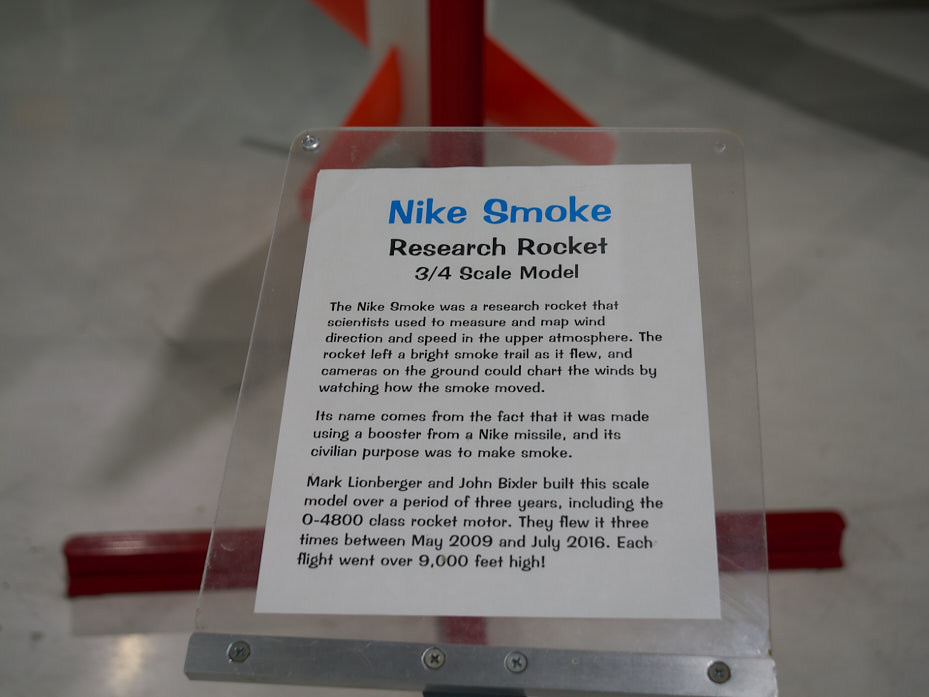 Nike Smoke
Research Rocket
3/4 Scale Model
The Nike Smoke was a research rocket that
scientists used to measure and map wind
direction and speed in the upper atmosphere. The
rocket left a bright smoke trail as it flew, and
cameras on the ground could chart the winds by
watching how the smoke moved.
Its name comes from the fact that it was made
using a booster from a Nike missile, and its
civilian purpose was to make smoke.
Mark Lionberger and John Bixler built this scale
model over a period of three years, including the
O-4800 class rocket motor. They flew it three
times between May 2009 and July 2016. Each
flight went over 9,000 feet high!